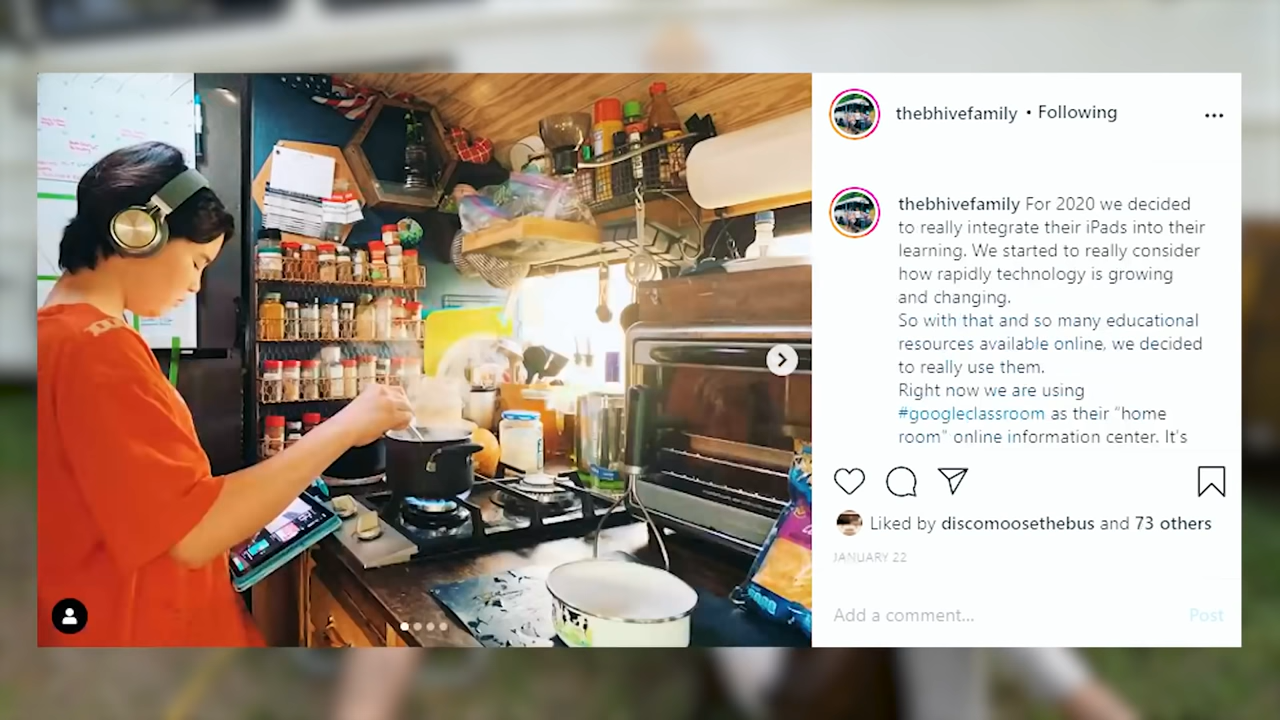 thebhivefamily • Following
thebhivefamily For 2020 we decided
to really integrate their iPads into their
learning. We started to really consider
how rapidly technology is growing
and changing.
So with that and so many educational
resources available online, we decided
to really use them.
Right now we are using
#googleclassroom as their "home
room" online information center. It's
Liked by discomoosethebus and 73 others
JANUARY 22
Add a comment...
Post